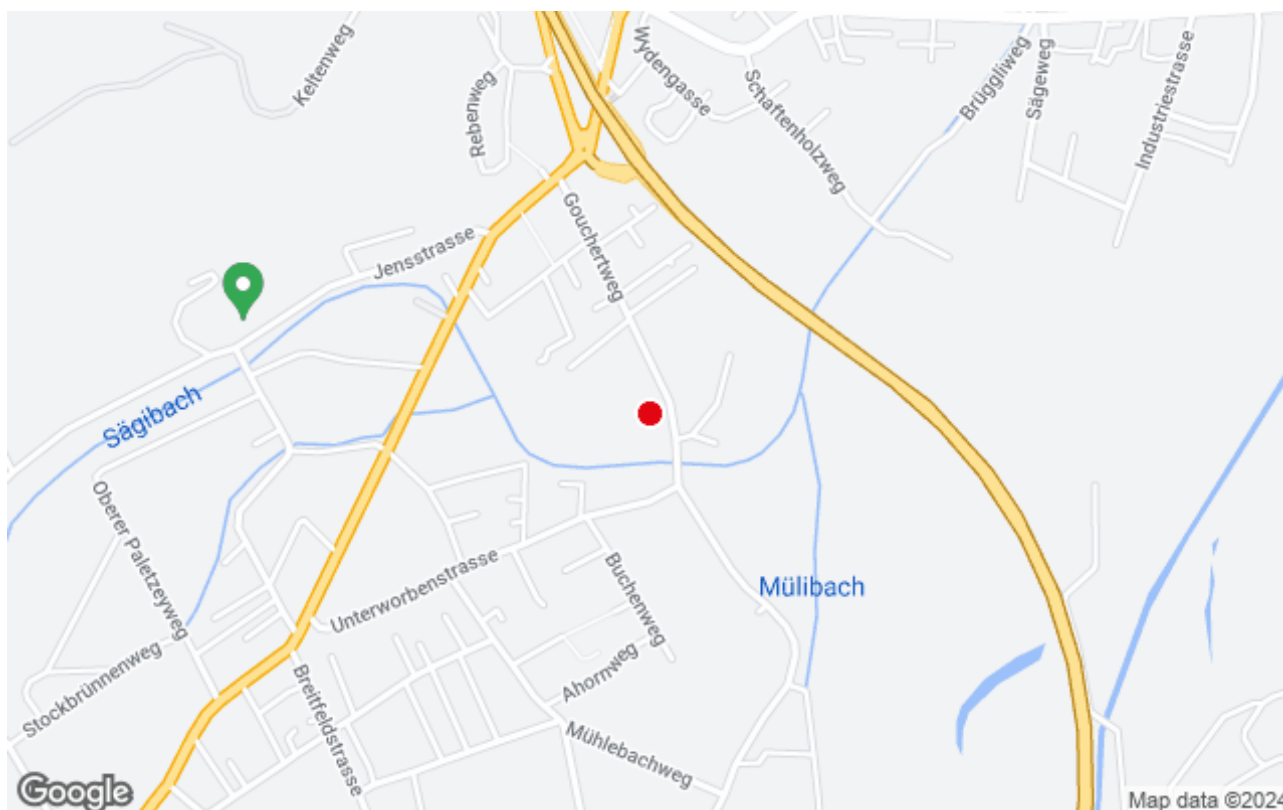 Keltenweg
Rebenweg
Wydengasse
Schaftenholzweg
Brüggliweg
Sägeweg
Industriestrasse
Gouchertweg
Jensstrasse
Sägibach
Oberer Paletzeyweg
Unterworbenstrasse
Buchenweg
Mülibach
Stockbrünnenweg
Breitfeldstrasse
Ahornweg
Mühlebachweg
Google
Map data ©2024